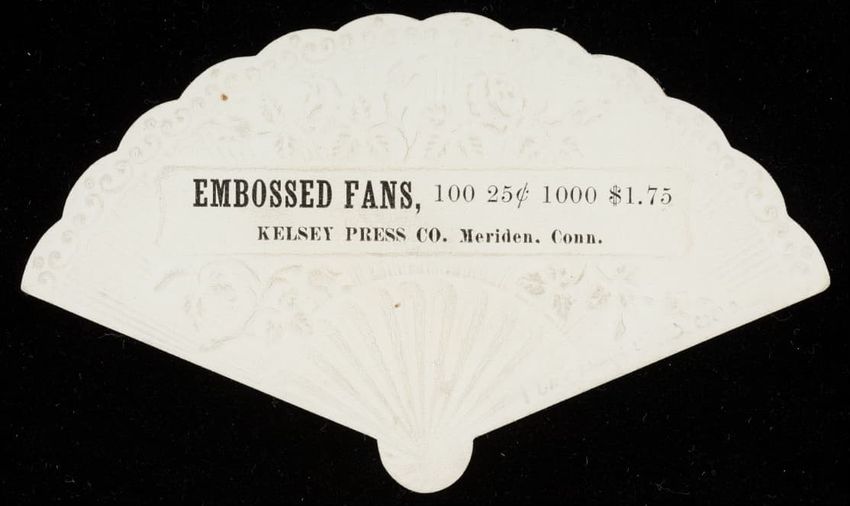 EMBOSSED FANS, 100 25¢ 1000 $1.75
KELSEY PRESS CO. Meriden. Conn.